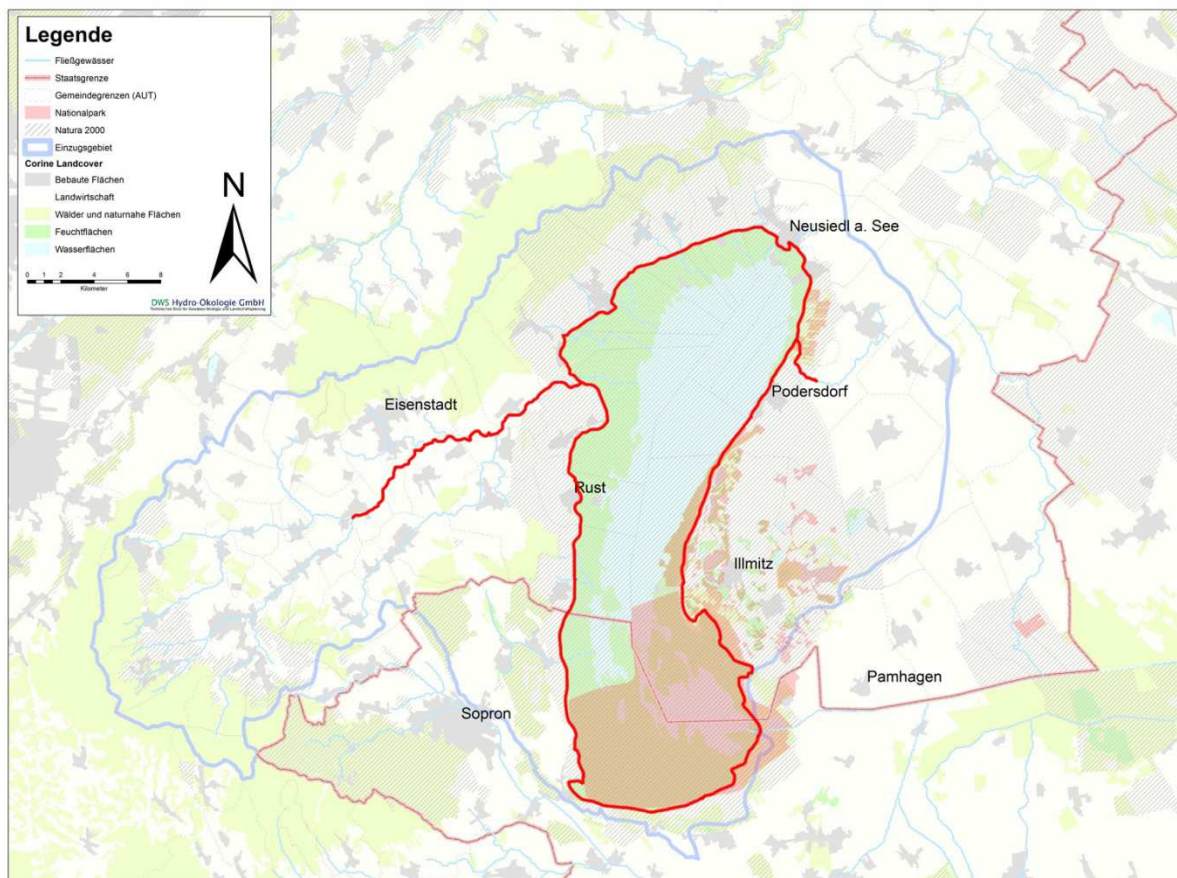 Legende
Fließgewässer
Staatsgrenze
Gemeindegrenzen (AUT)
Nationalpark
Natura 2000
Einzugsgebiet
Corine Landcover
Bebaute Flächen
Landwirtschaft
Wälder und naturnahe Flächen
Feuchtflächen
Wasserflächen
N
0 1 2 4 6 8
Kilometer
DWS Hydro-Ökologie GmbH
Neusiedl a. See
Podersdorf
Eisenstadt
Rust
Illmitz
Pamhagen
Sopron